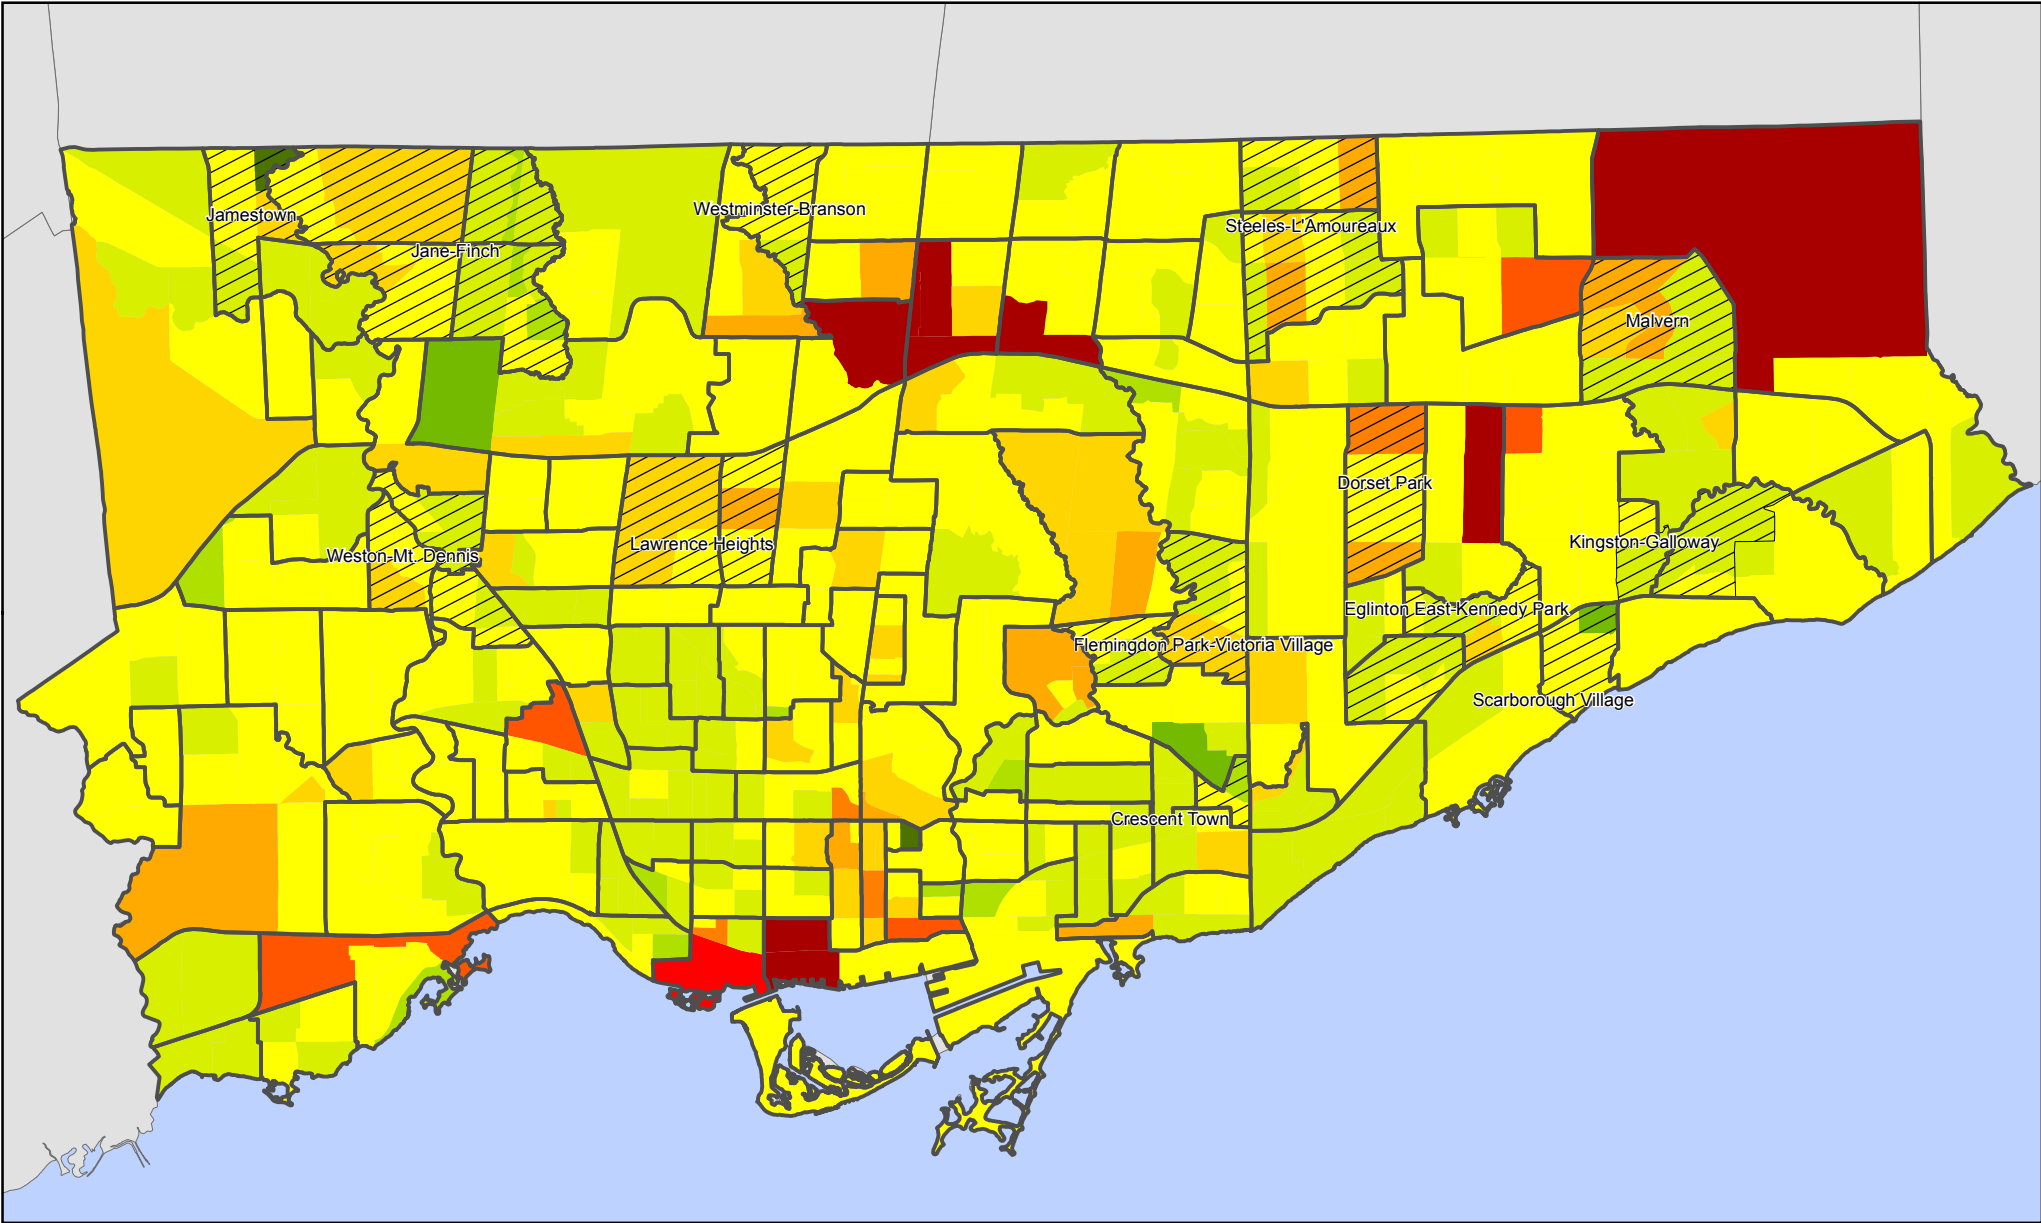 Westminster-Branson
Jamestown
Steeles-L'Amoureaux
Jane-Finch
Malvern
Dorset Park
Kingston-Galloway
Lawrence Heights
Weston-Mt. Dennis
Eglinton East-Kennedy Park
Flemingdon Park-Victoria Village
Scarborough Village
Crescent Town